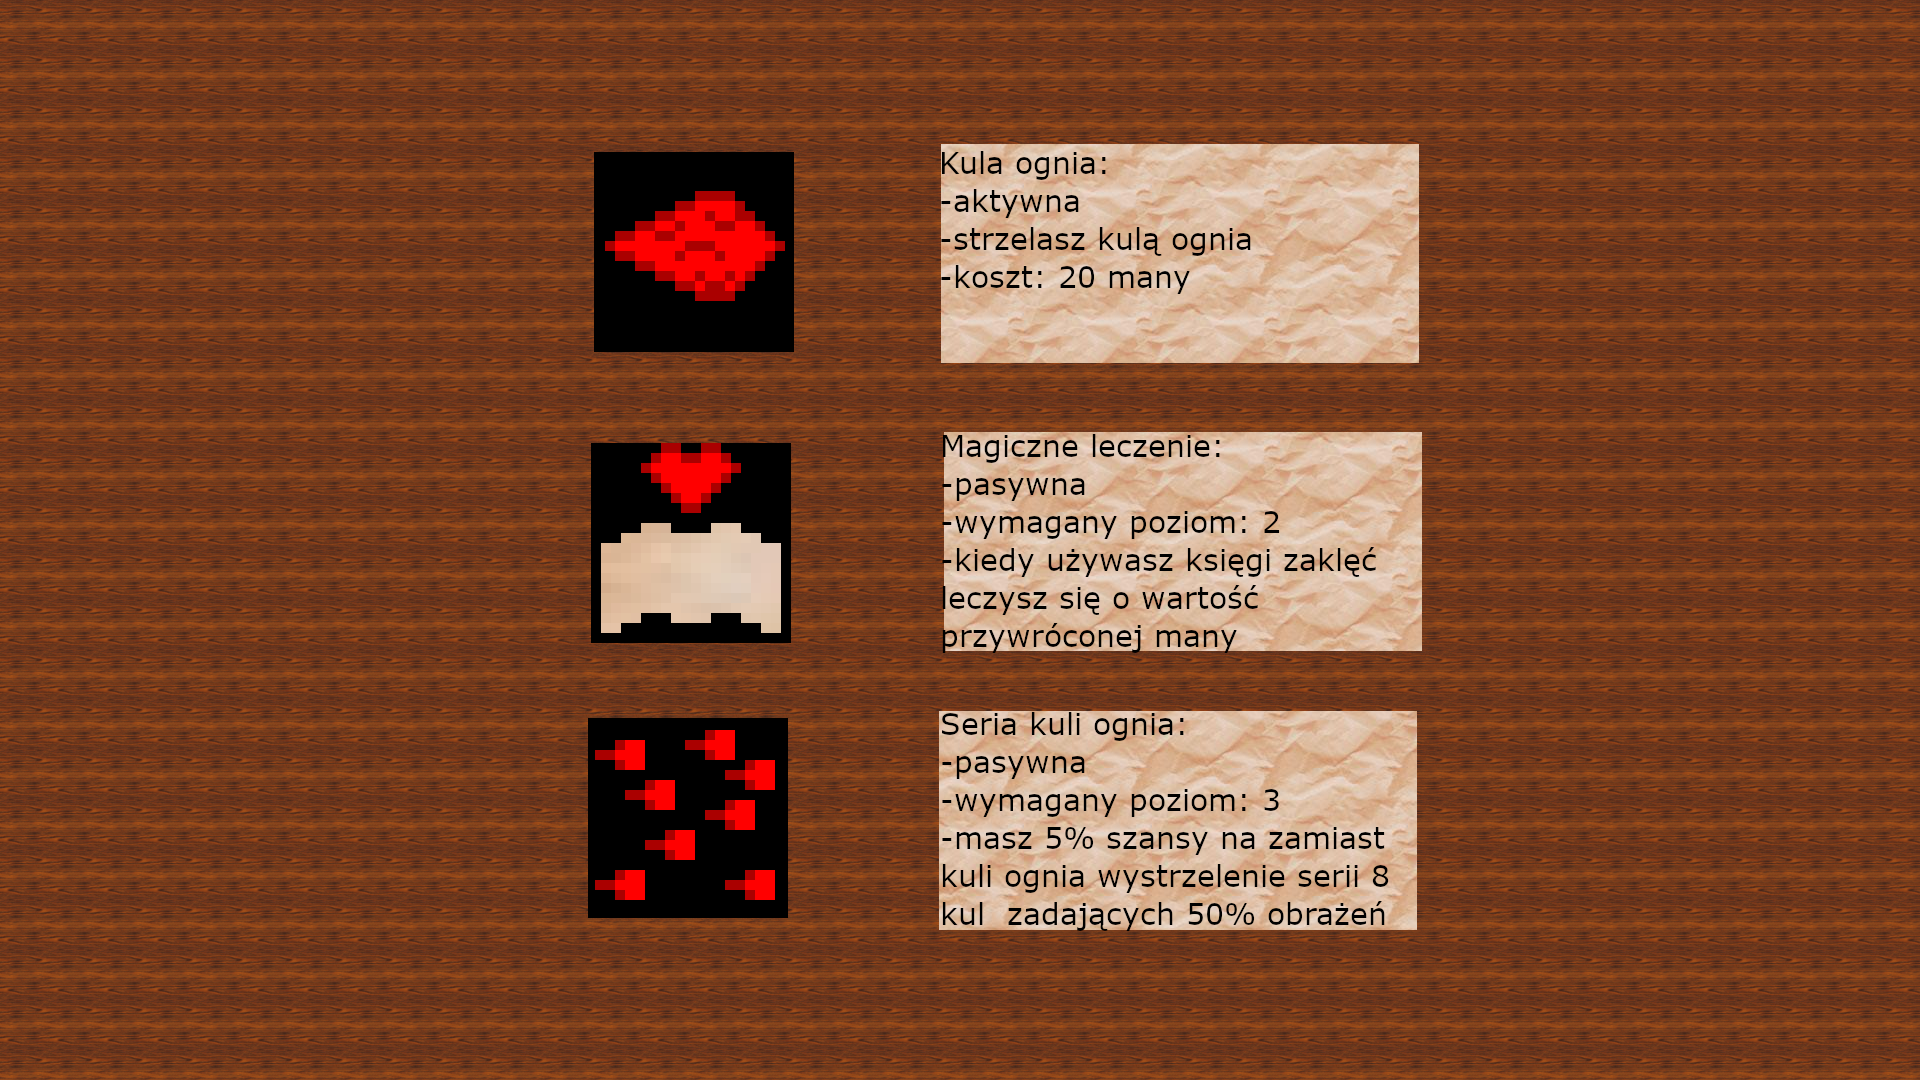 Kula ognia:
-aktywna
-strzelasz kulą ognia
-koszt: 20 many
Magiczne leczenie:
-pasywna
-wymagany poziom: 2
-kiedy używasz księgi zaklęć
leczysz się o wartość
przywróconej many
Seria kuli ognia:
-pasywna
-wymagany poziom: 3
-masz 5% szansy na zamiast
kuli ognia wystrzelenie serii 8
kul  zadających 50% obrażeń